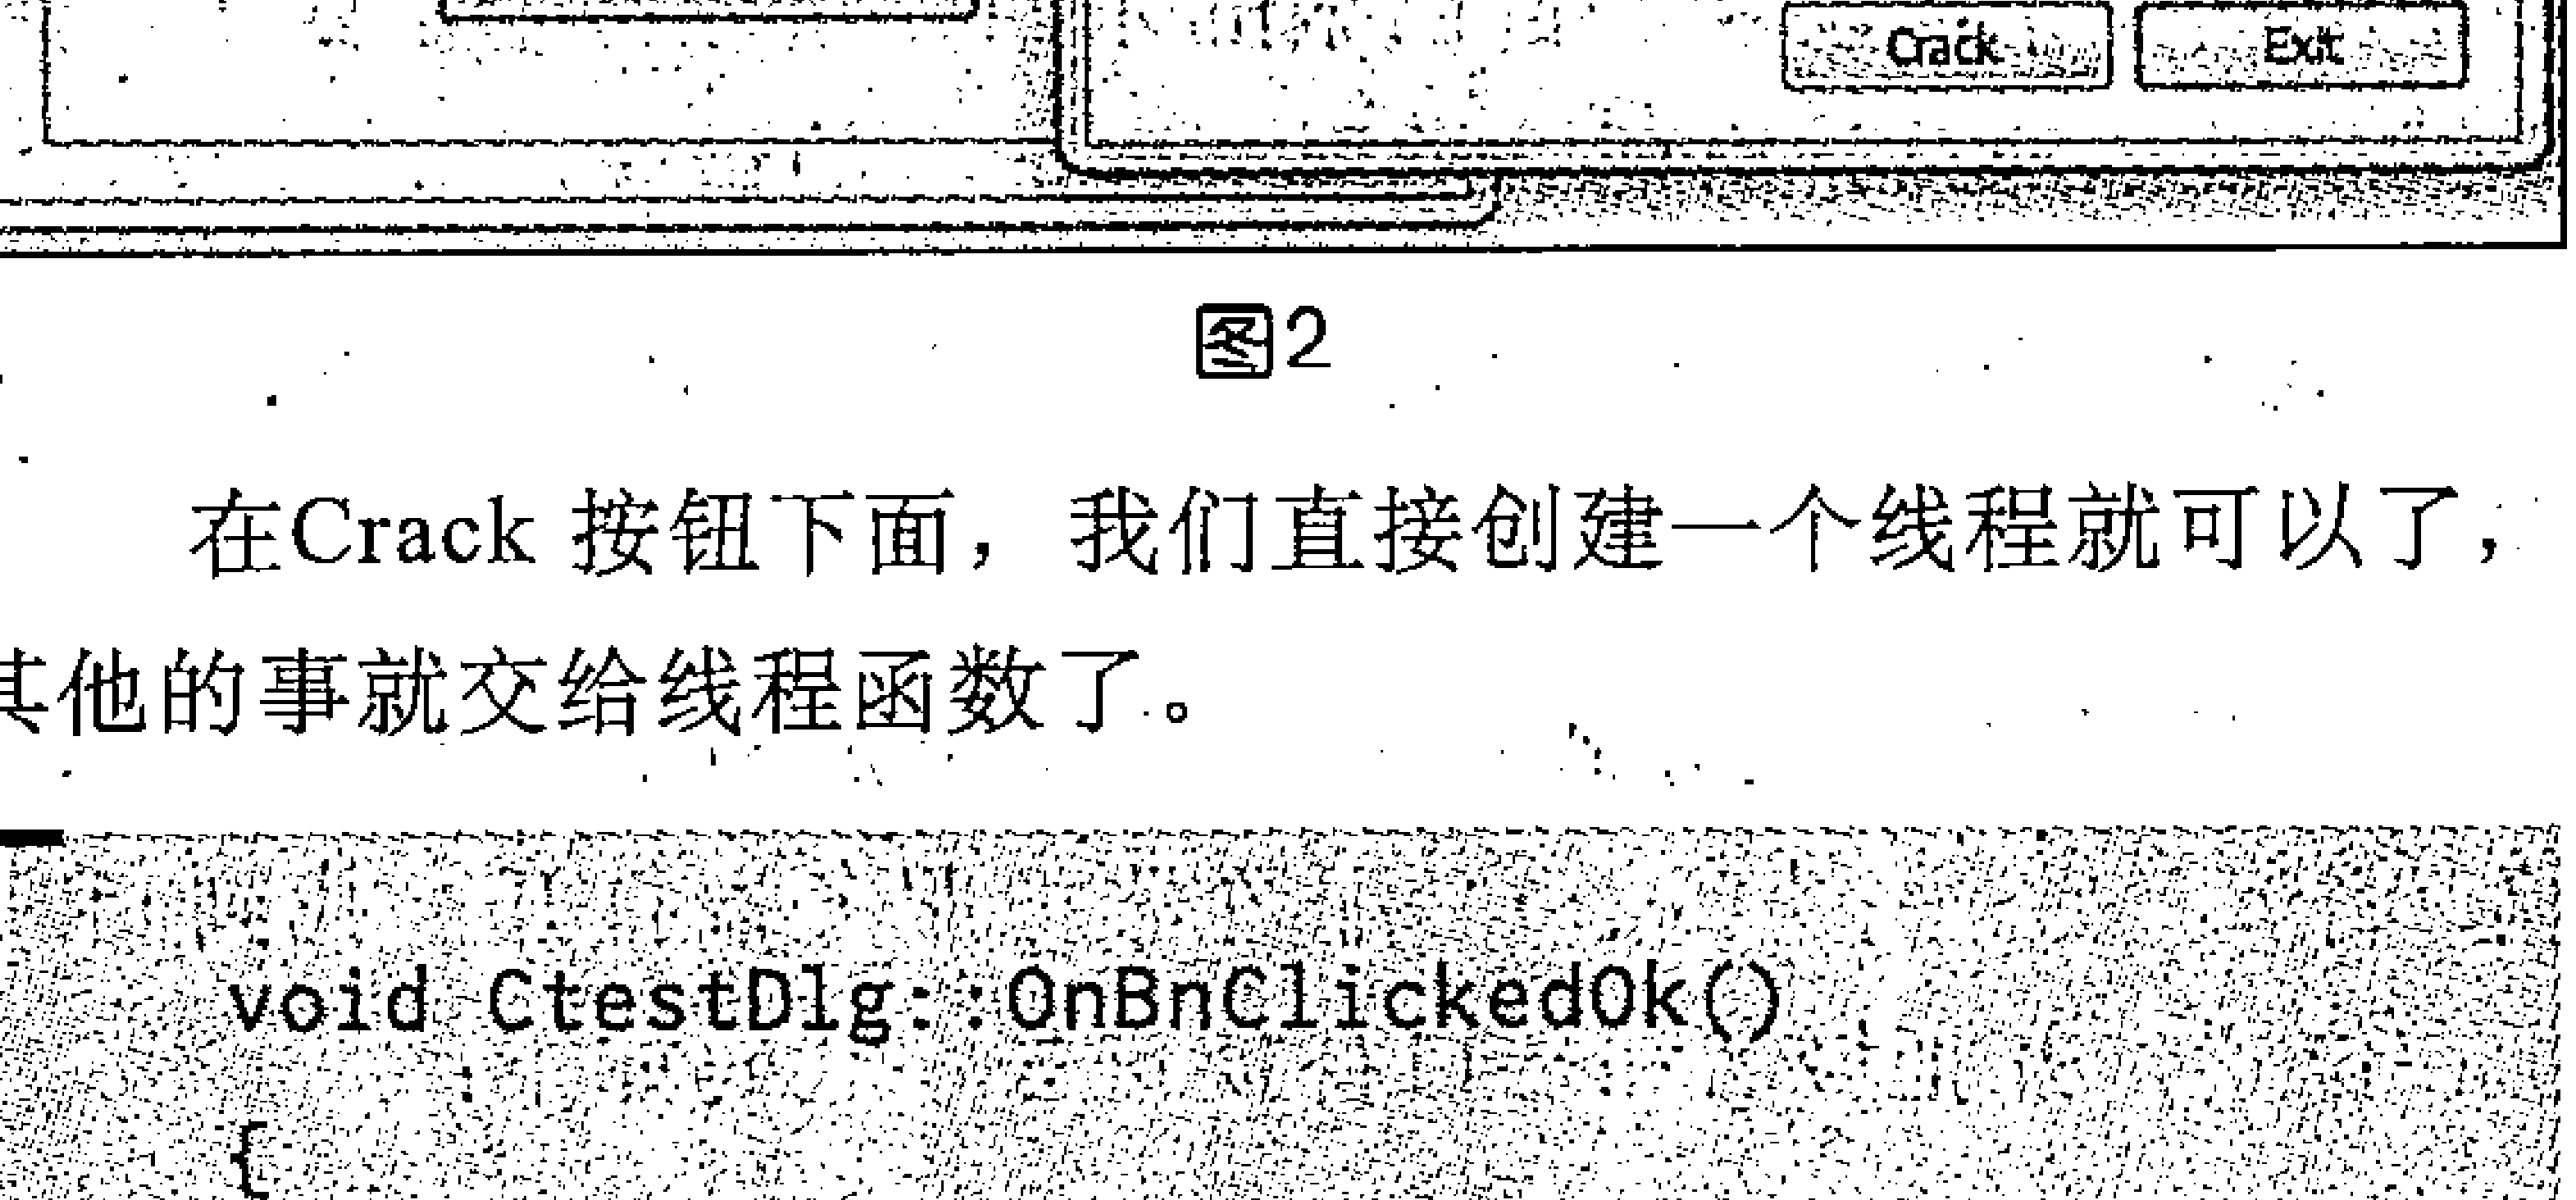 Crack Exit
图2
在Crack 按钮下面，我们直接创建一个线程就可以了，
其他的事就交给线程函数了。
void CtestDlg::OnBnClickedOk()
{